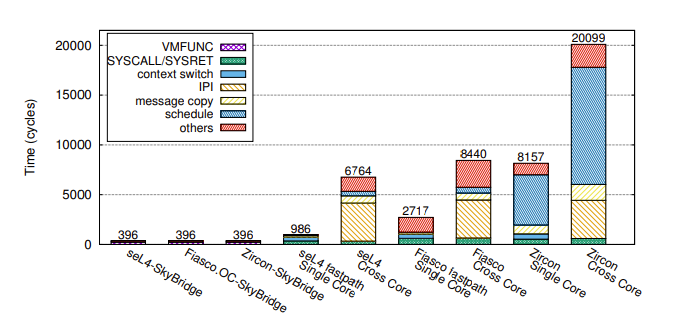 20000
15000
10000
5000
0
Time (cycles)
VMFUNC
SYSCALL/SYSRET
context switch
IPI
message copy
schedule
others
396
396
396
986
6764
2717
8440
8157
20099
seL4-SkyBridge
Fiasco.OC-SkyBridge
Zircon-SkyBridge
seL4 fastpath
Single Core
seL4
Cross Core
Fiasco fastpath
Single Core
Fiasco
Cross Core
Zircon
Single Core
Zircon
Cross Core